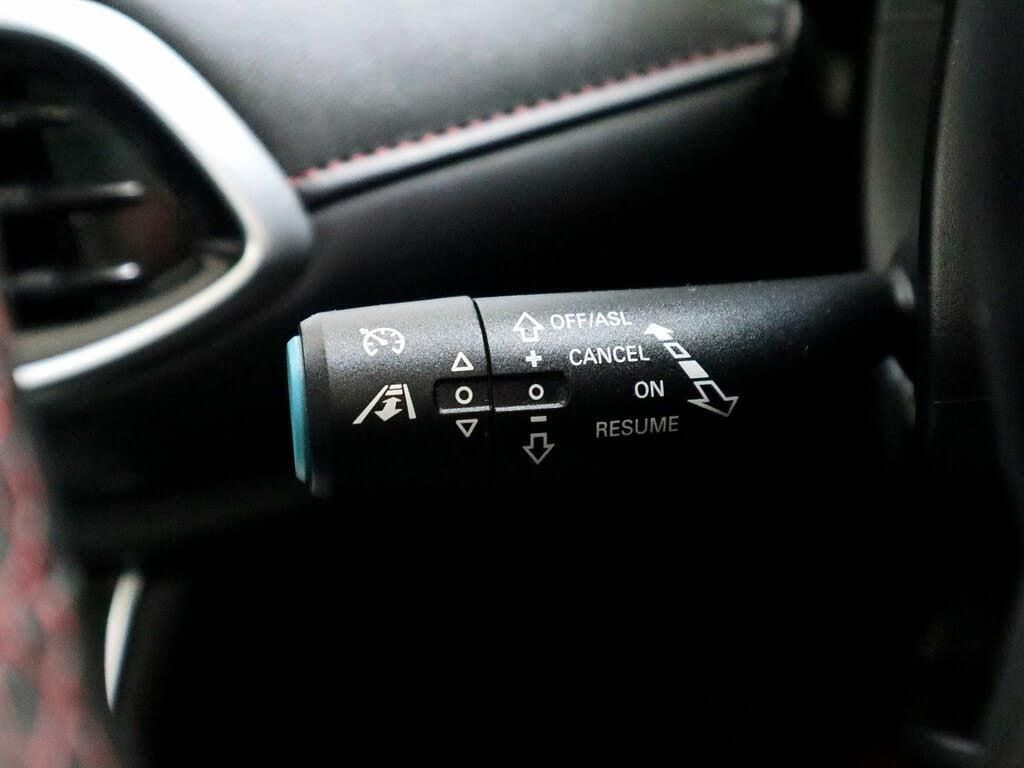 OFF/ASL
+ CANCEL
ON
-
RESUME